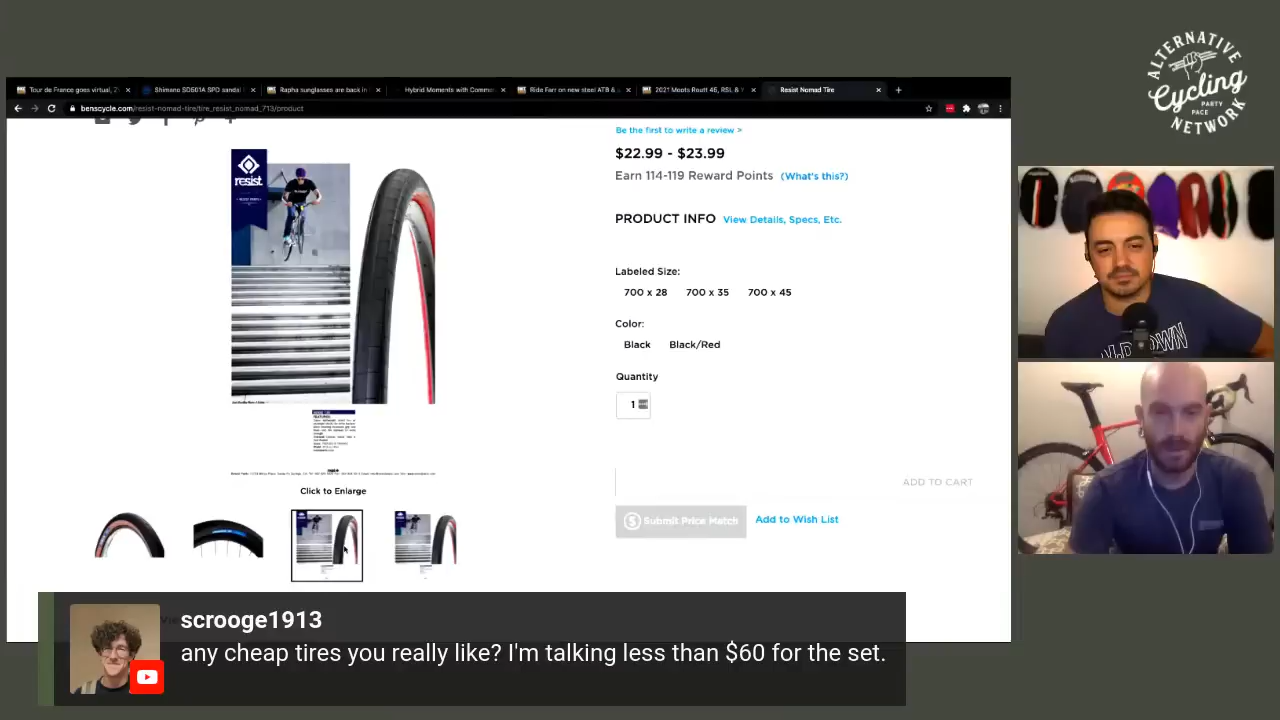 ALTERNATIVE
Cycling
PARTY
PACE
NETWORK
Tour de France goes virtual, Z
Shimano SD501A SPD sandal
Rapha sunglasses are back in
Hybrid Moments with Comm
Ride Farr on new steel ATB &
2021 Moots Routt 45, RSL &
Resist Nomad Tire
benscycle.com/resist-nomad-tire/tire_resist_nomad_713/product
Be the first to write a review >
$22.99 - $23.99
Earn 114-119 Reward Points (What's this?)
PRODUCT INFO View Details, Specs, Etc.
Labeled Size:
700 x 28 700 x 35 700 x 45
Color:
Black Black/Red
Quantity
1
ADD TO CART
Submit Price Match Add to Wish List
resist
Click to Enlarge
scrooge1913
any cheap tires you really like? I'm talking less than $60 for the set.